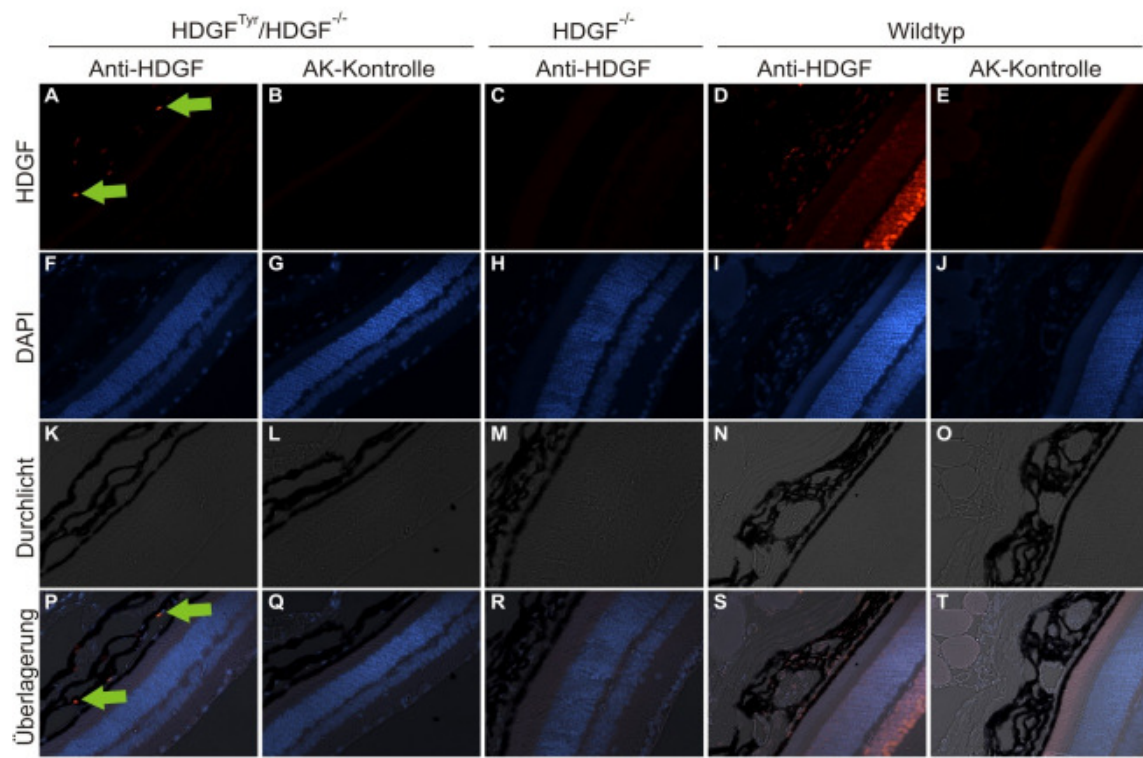 HDGF^Tyr/HDGF^-/- HDGF^-/- Wildtyp
Anti-HDGF AK-Kontrolle Anti-HDGF Anti-HDGF AK-Kontrolle
HDGF
A B C D E
DAPI
F G H I J
Durchlicht
K L M N O
Überlagerung
P Q R S T